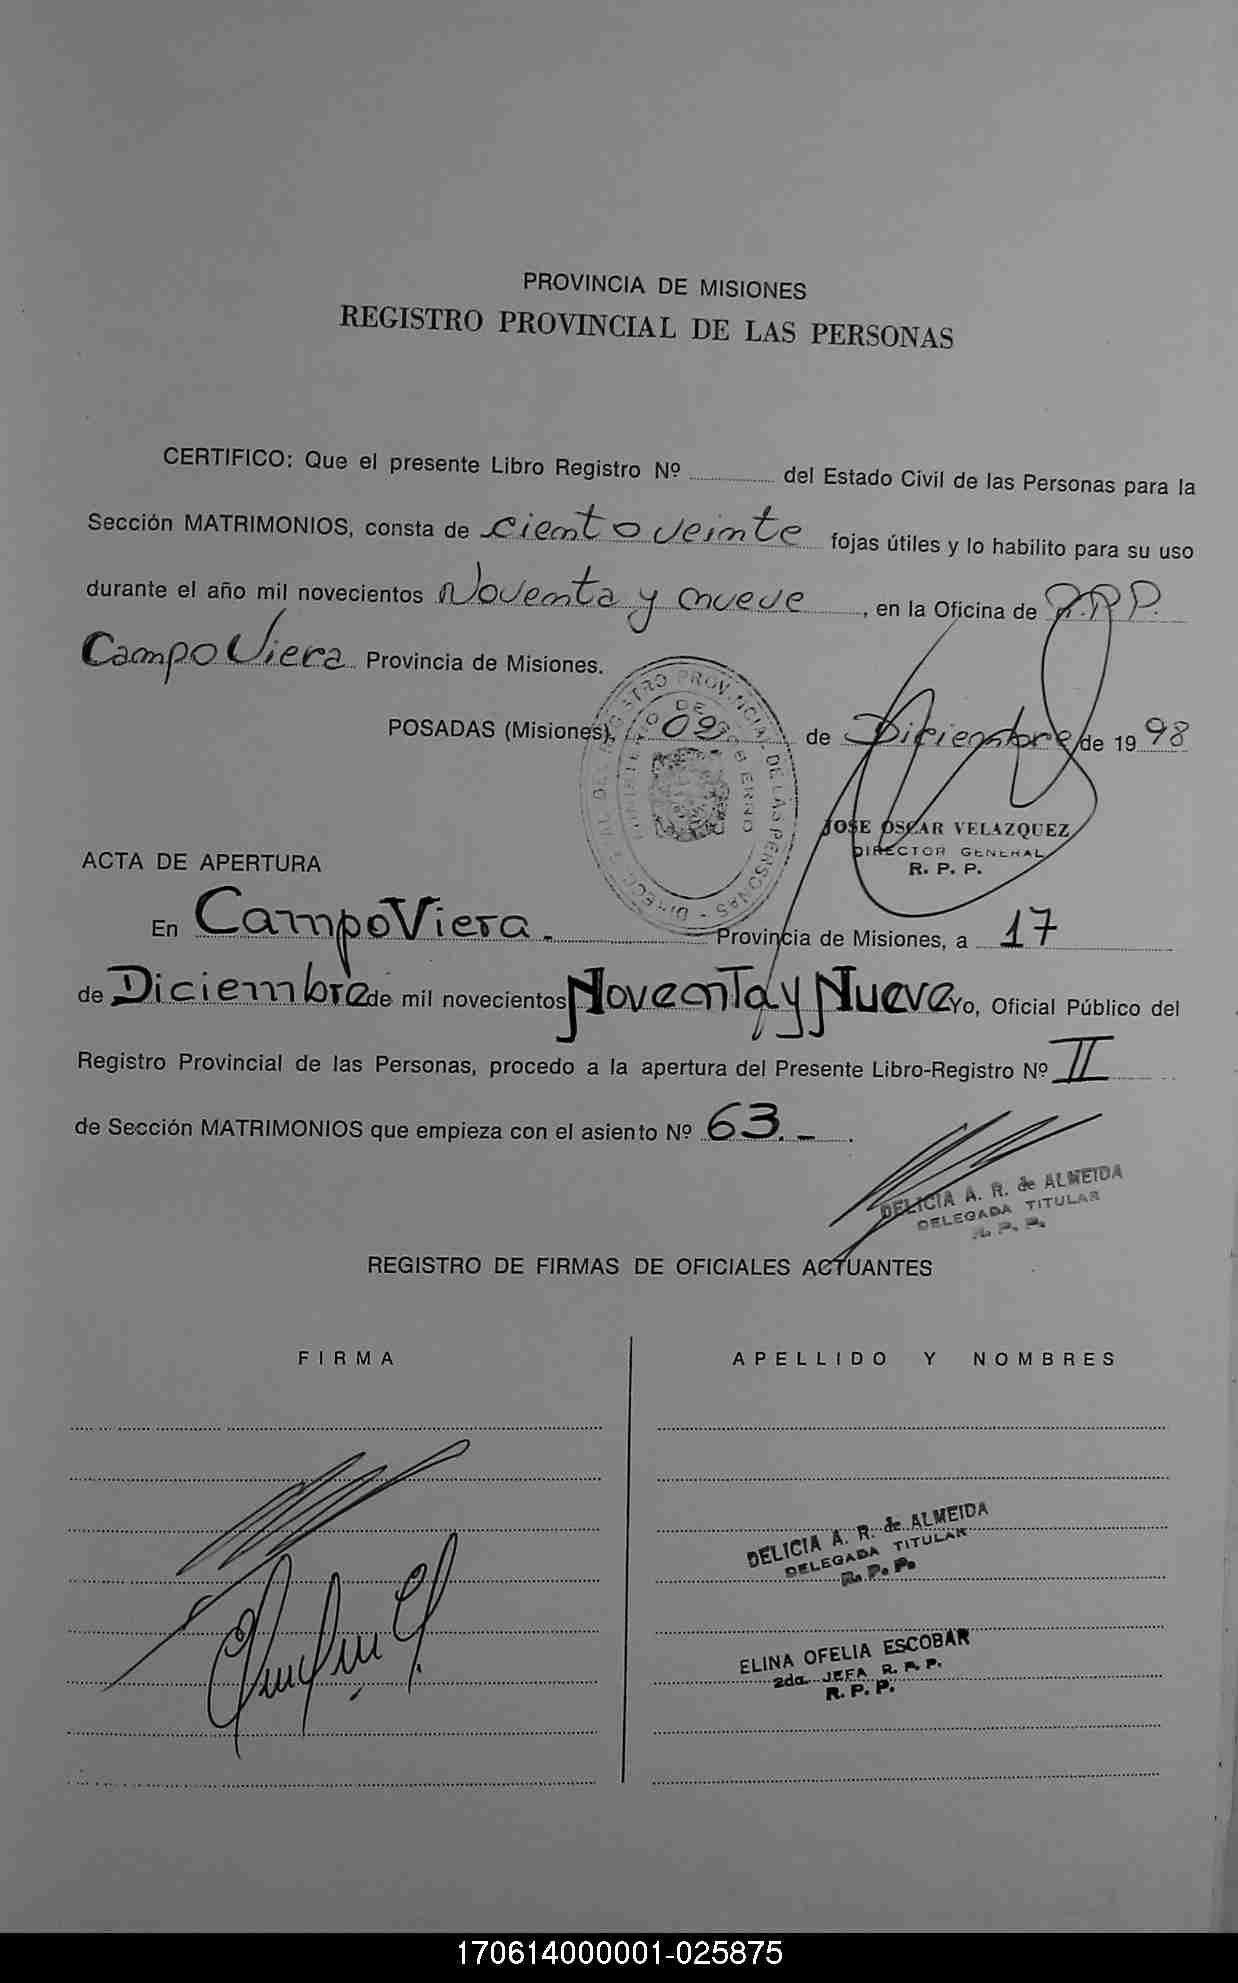 PROVINCIA DE MISIONES
REGISTRO PROVINCIAL DE LAS PERSONAS
CERTIFICO: Que el presente Libro Registro Nº ........ del Estado Civil de las Personas para la
Sección MATRIMONIOS, consta de ciento veinte fojas útiles y lo habilito para su uso
durante el año mil novecientos Noventa y nueve, en la Oficina de R.P.P.
Campo Viera Provincia de Misiones.
POSADAS (Misiones), 02 de Diciembre de 1998
JOSE OSCAR VELAZQUEZ
DIRECTOR GENERAL
R. P. P.
ACTA DE APERTURA
En Campo Viera. Provincia de Misiones, a 17
de Diciembre de mil novecientos Noventa y Nueve Yo, Oficial Público del
Registro Provincial de las Personas, procedo a la apertura del Presente Libro-Registro Nº II
de Sección MATRIMONIOS que empieza con el asiento Nº 63.- .
DELICIA A. R. de ALMEIDA
DELEGADA TITULAR
R. P. P.
REGISTRO DE FIRMAS DE OFICIALES ACTUANTES
FIRMA APELLIDO Y NOMBRES
DELICIA A. R. de ALMEIDA
DELEGADA TITULAR
R. P. P.
ELINA OFELIA ESCOBAR
2da. JEFA R. P. P.
R. P. P.
170614000001-025875